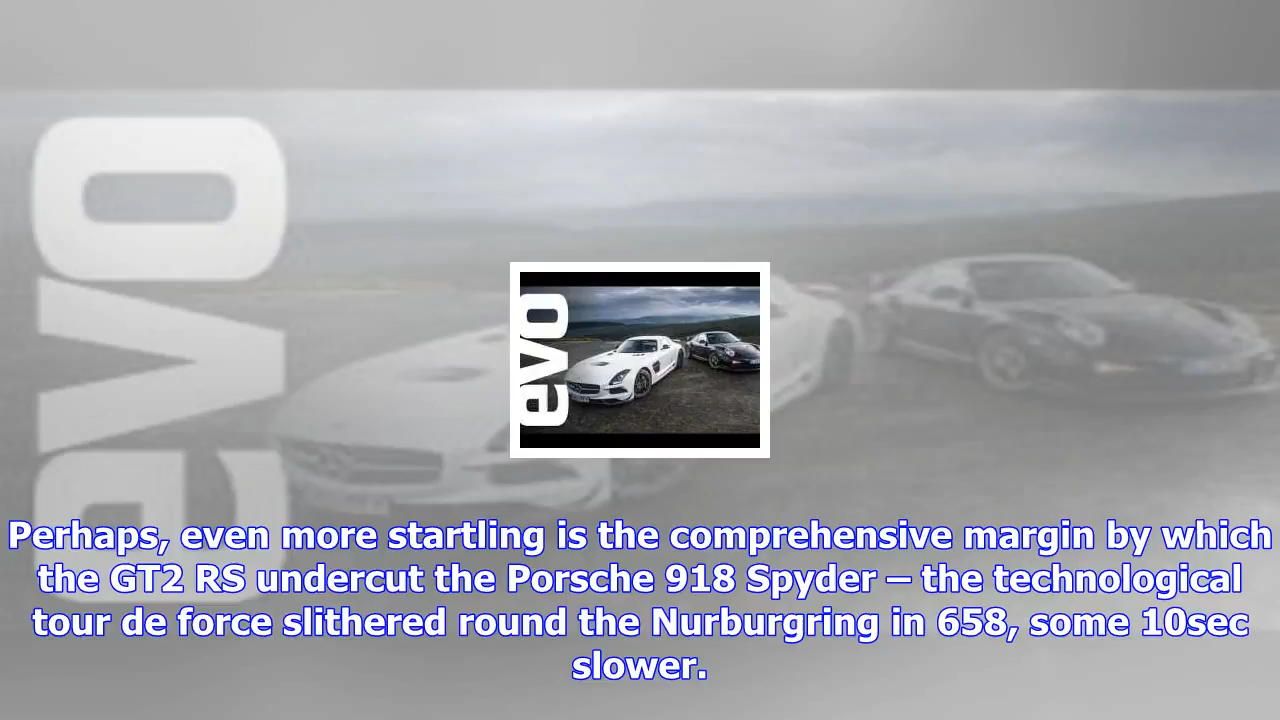 evo
evo
Perhaps, even more startling is the comprehensive margin by which
the GT2 RS undercut the Porsche 918 Spyder – the technological
tour de force slithered round the Nurburgring in 658, some 10sec
slower.